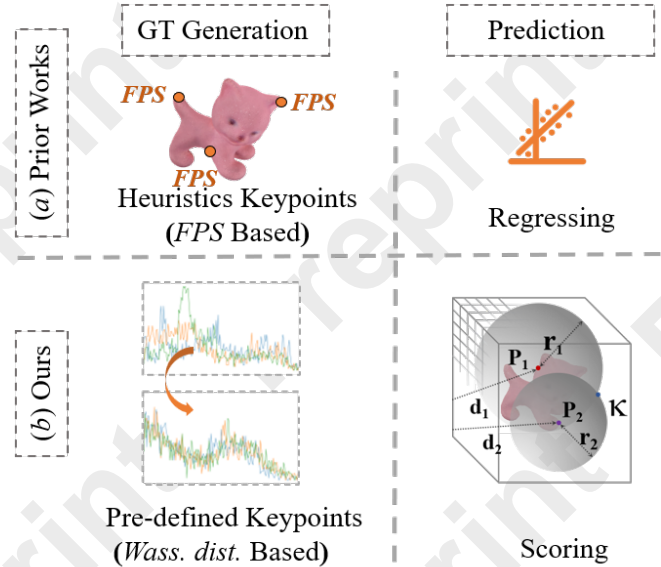 GT Generation
Prediction
(a) Prior Works
FPS
FPS
FPS
Heuristics Keypoints
(FPS Based)
Regressing
(b) Ours
Pre-defined Keypoints
(Wass. dist. Based)
P1
r1
d1
P2
K
d2
r2
Scoring
preprint